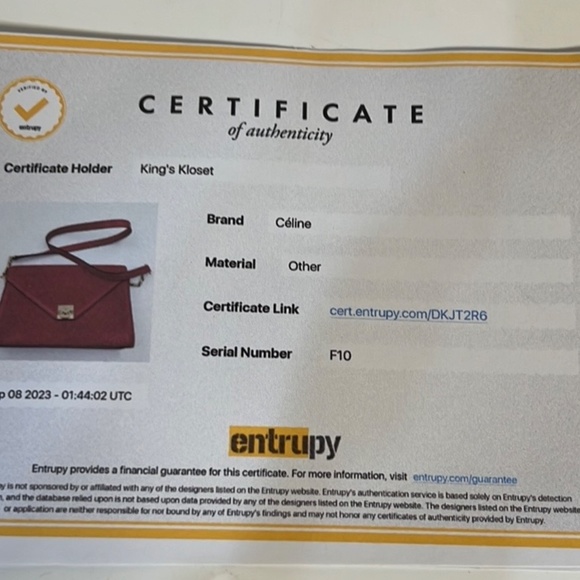 VERIFIED BY
entrupy
CERTIFICATE
of authenticity
Certificate Holder King's Kloset
Brand Céline
Material Other
Certificate Link cert.entrupy.com/DKJT2R6
Serial Number F10
p 08 2023 - 01:44:02 UTC
entrupy
Entrupy provides a financial guarantee for this certificate. For more information, visit entrupy.com/guarantee
y is not sponsored by or affiliated with any of the designers listed on the Entrupy website. Entrupy's authentication service is based solely on Entrupy's detection
, and the database relied upon is not based upon data provided by any of the designers listed on the Entrupy website. The designers listed on the Entrupy website
or application are neither responsible for nor bound by any of Entrupy's findings and may not honor any certificates of authenticity provided by Entrupy.